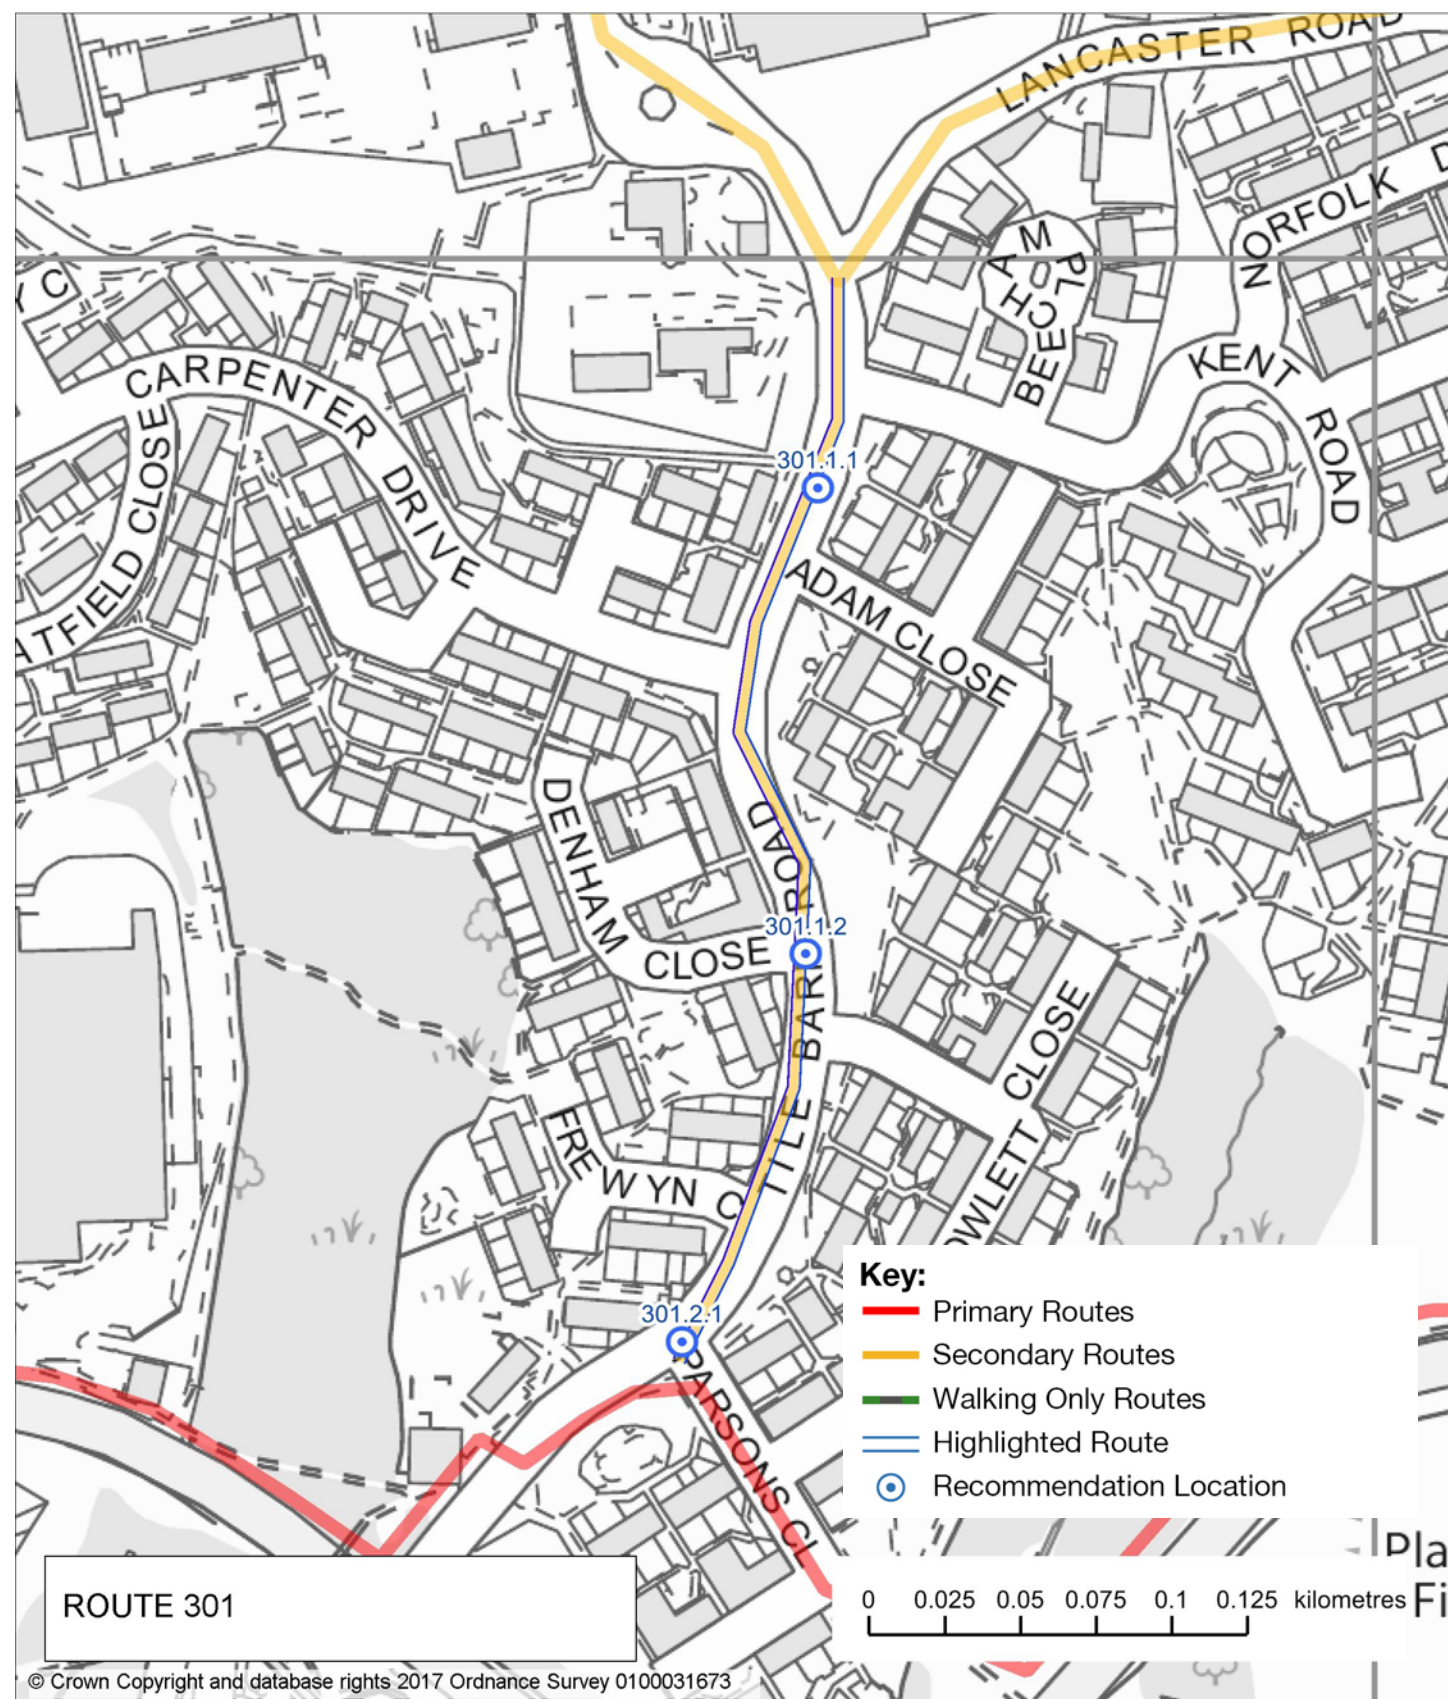 LANCASTER ROAD
NORFOLK D
BEECHAM PL
Y C
CARPENTER DRIVE
KENT ROAD
ATFIELD CLOSE
301.1.1
ADAM CLOSE
DENHAM CLOSE
301.1.2
TILE BARN ROAD
OWLETT CLOSE
FREWYN C
301.2.1
PARSONS CL
Key:
Primary Routes
Secondary Routes
Walking Only Routes
Highlighted Route
Recommendation Location
Pla
Fi
0 0.025 0.05 0.075 0.1 0.125 kilometres
ROUTE 301
© Crown Copyright and database rights 2017 Ordnance Survey 0100031673